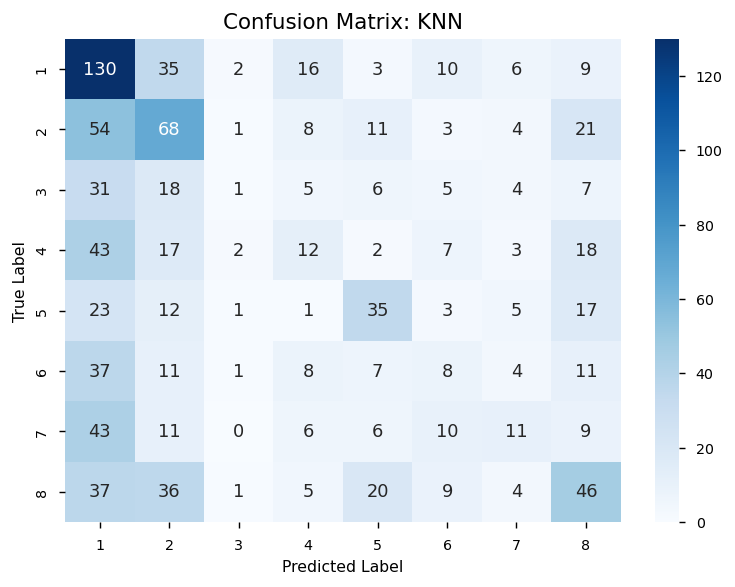 Confusion Matrix: KNN
1 130 35 2 16 3 10 6 9
2 54 68 1 8 11 3 4 21
3 31 18 1 5 6 5 4 7
4 43 17 2 12 2 7 3 18
5 23 12 1 1 35 3 5 17
6 37 11 1 8 7 8 4 11
7 43 11 0 6 6 10 11 9
8 37 36 1 5 20 9 4 46
1 2 3 4 5 6 7 8
Predicted Label
True Label
120
100
80
60
40
20
0